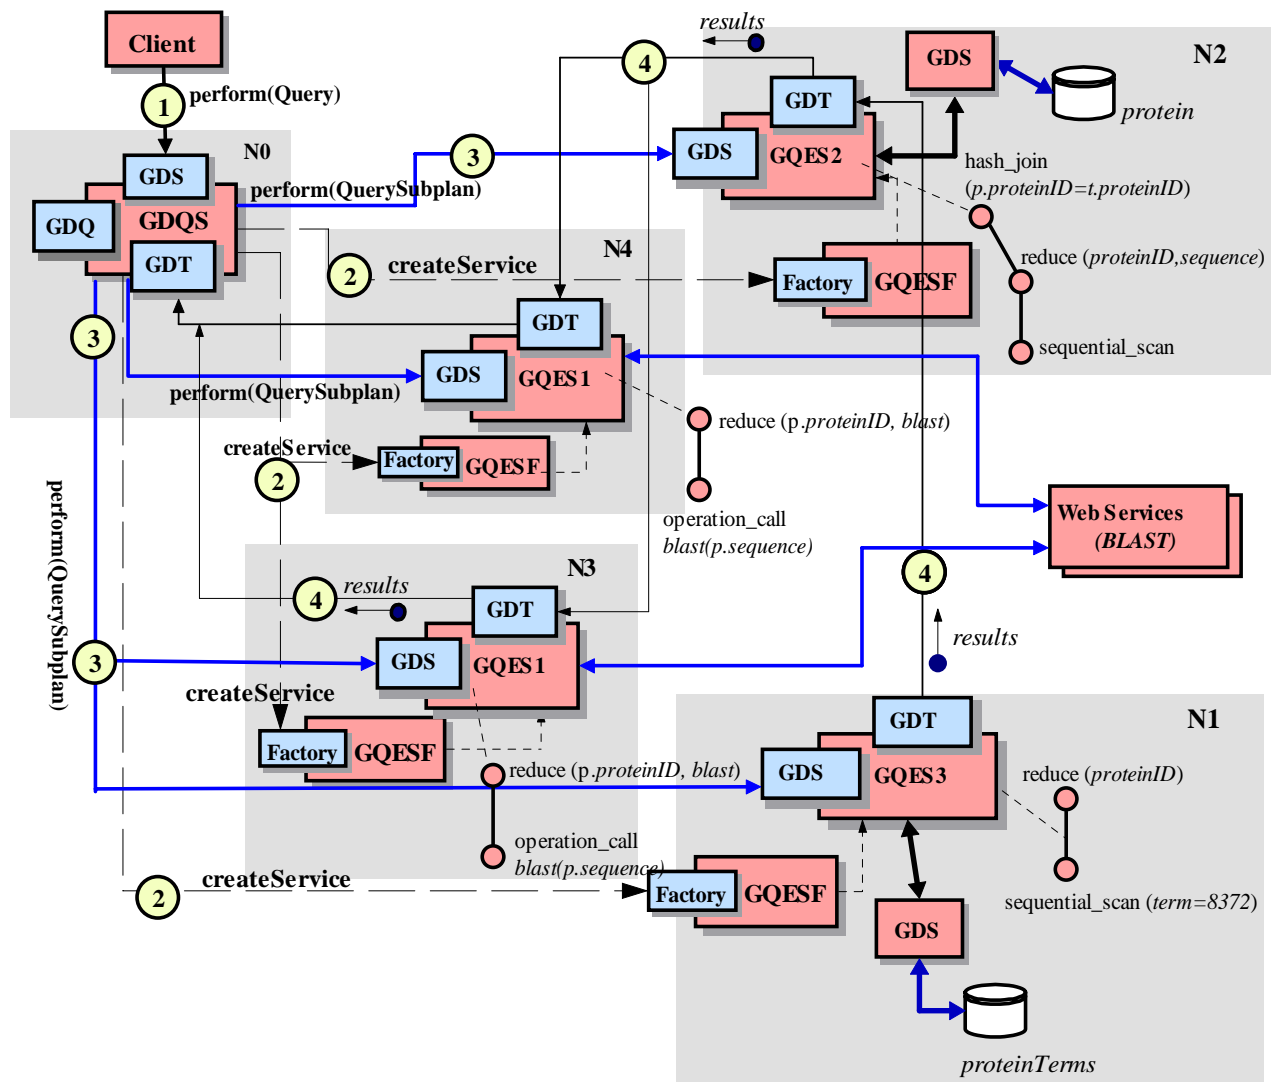 Client
1
perform(Query)
N0
GDS
GDQ
GDQS
GDT
perform(QuerySubplan)
3
results
4
N2
GDS
protein
GDT
GDS
GQES2
hash_join
(p.proteinID=t.proteinID)
reduce (proteinID,sequence)
sequential_scan
Factory
GQESF
N4
2
createService
GDT
GDS
GQES1
3
perform(QuerySubplan)
reduce (p.proteinID, blast)
createService
Factory
GQESF
2
operation_call
blast(p.sequence)
Web Services
(BLAST)
perform(QuerySubplan)
N3
4
results
GDT
GDS
GQES1
3
createService
Factory
GQESF
reduce (p.proteinID, blast)
operation_call
blast(p.sequence)
4
results
N1
GDT
GDS
GQES3
reduce (proteinID)
sequential_scan (term=8372)
2
createService
Factory
GQESF
GDS
proteinTerms